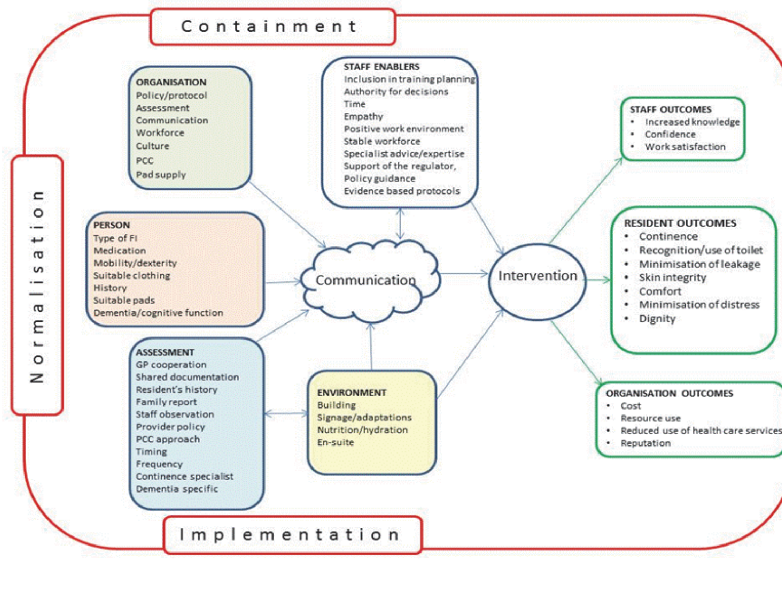 Containment
ORGANISATION
Policy/protocol
Assessment
Communication
Workforce
Culture
PCC
Pad supply
STAFF ENABLERS
Inclusion in training planning
Authority for decisions
Time
Empathy
Positive work environment
Stable workforce
Specialist advice/expertise
Support of the regulator,
Policy guidance
Evidence based protocols
STAFF OUTCOMES
• Increased knowledge
• Confidence
• Work satisfaction
Normalisation
PERSON
Type of FI
Medication
Mobility/dexterity
Suitable clothing
History
Suitable pads
Dementia/cognitive function
Communication
Intervention
RESIDENT OUTCOMES
• Continence
• Recognition/use of toilet
• Minimisation of leakage
• Skin integrity
• Comfort
• Minimisation of distress
• Dignity
ASSESSMENT
GP cooperation
Shared documentation
Resident's history
Family report
Staff observation
Provider policy
PCC approach
Timing
Frequency
Continence specialist
Dementia specific
ENVIRONMENT
Building
Signage/adaptations
Nutrition/hydration
En-suite
ORGANISATION OUTCOMES
• Cost
• Resource use
• Reduced use of health care services
• Reputation
Implementation